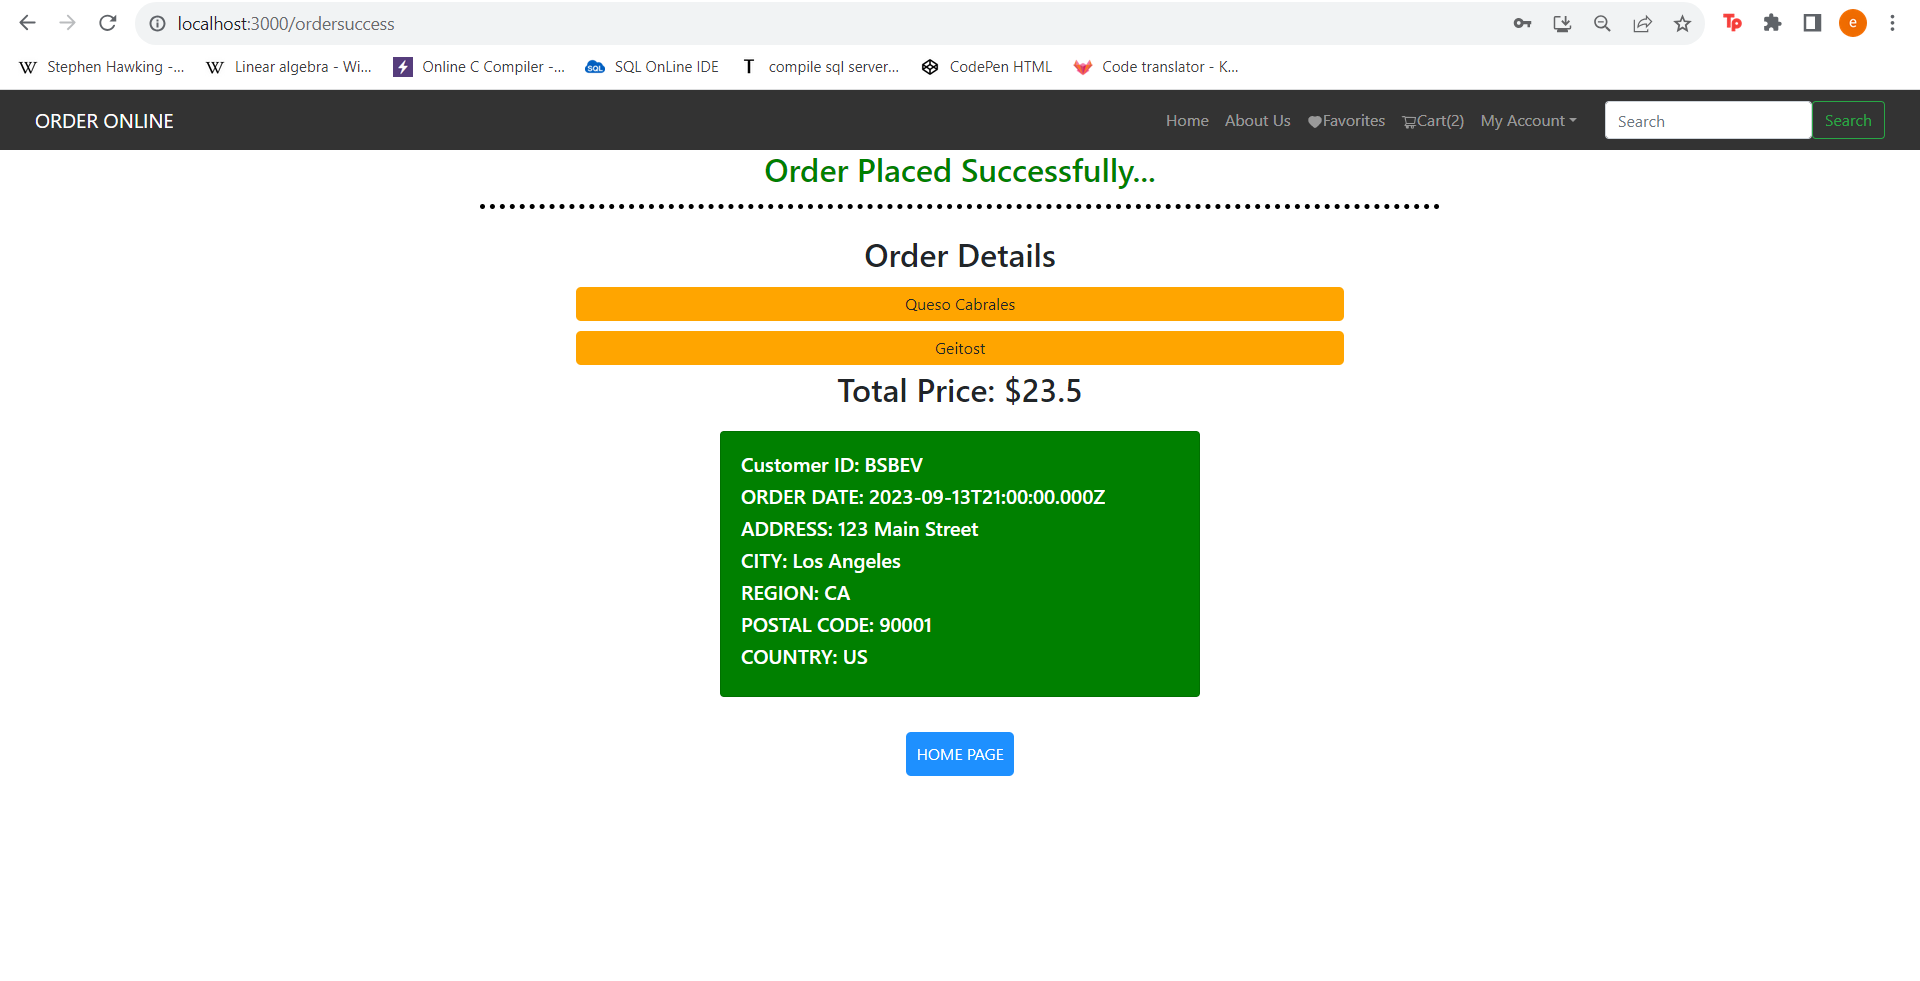 localhost:3000/ordersuccess
Tp
e
W Stephen Hawking -... W Linear algebra - Wi... Online C Compiler -... SQL SQL OnLine IDE T compile sql server... CodePen HTML Code translator - K...
ORDER ONLINE Home About Us Favorites Cart(2) My Account Search Search
Order Placed Successfully...
Order Details
Queso Cabrales
Geitost
Total Price: $23.5
Customer ID: BSBEV
ORDER DATE: 2023-09-13T21:00:00.000Z
ADDRESS: 123 Main Street
CITY: Los Angeles
REGION: CA
POSTAL CODE: 90001
COUNTRY: US
HOME PAGE